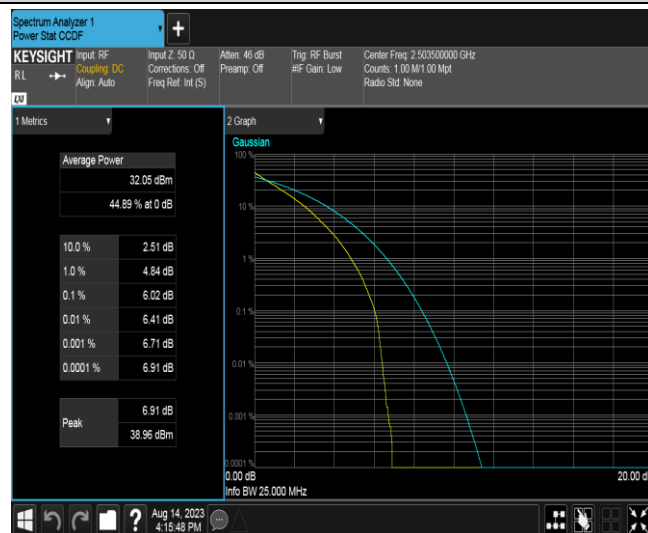 Spectrum Analyzer 1
Power Stat CCDF
+
KEYSIGHT Input: RF Input Z: 50 Ω Atten: 46 dB Trig: RF Burst Center Freq: 2.503500000 GHz
RL Coupling: DC Corrections: Off Preamp: Off #IF Gain: Low Counts: 1.00 M/1.00 Mpt
Align: Auto Freq Ref: Int (S) Radio Std: None
LXI
1 Metrics
Average Power
32.05 dBm
44.89 % at 0 dB
10.0 % 2.51 dB
1.0 % 4.84 dB
0.1 % 6.02 dB
0.01 % 6.41 dB
0.001 % 6.71 dB
0.0001 % 6.91 dB
Peak
6.91 dB
38.96 dBm
2 Graph
Gaussian
100 %
10 %
1 %
0.1 %
0.01 %
0.001 %
0.0001 %
0.00 dB 20.00 d
Info BW 25.000 MHz
? Aug 14, 2023
4:15:48 PM